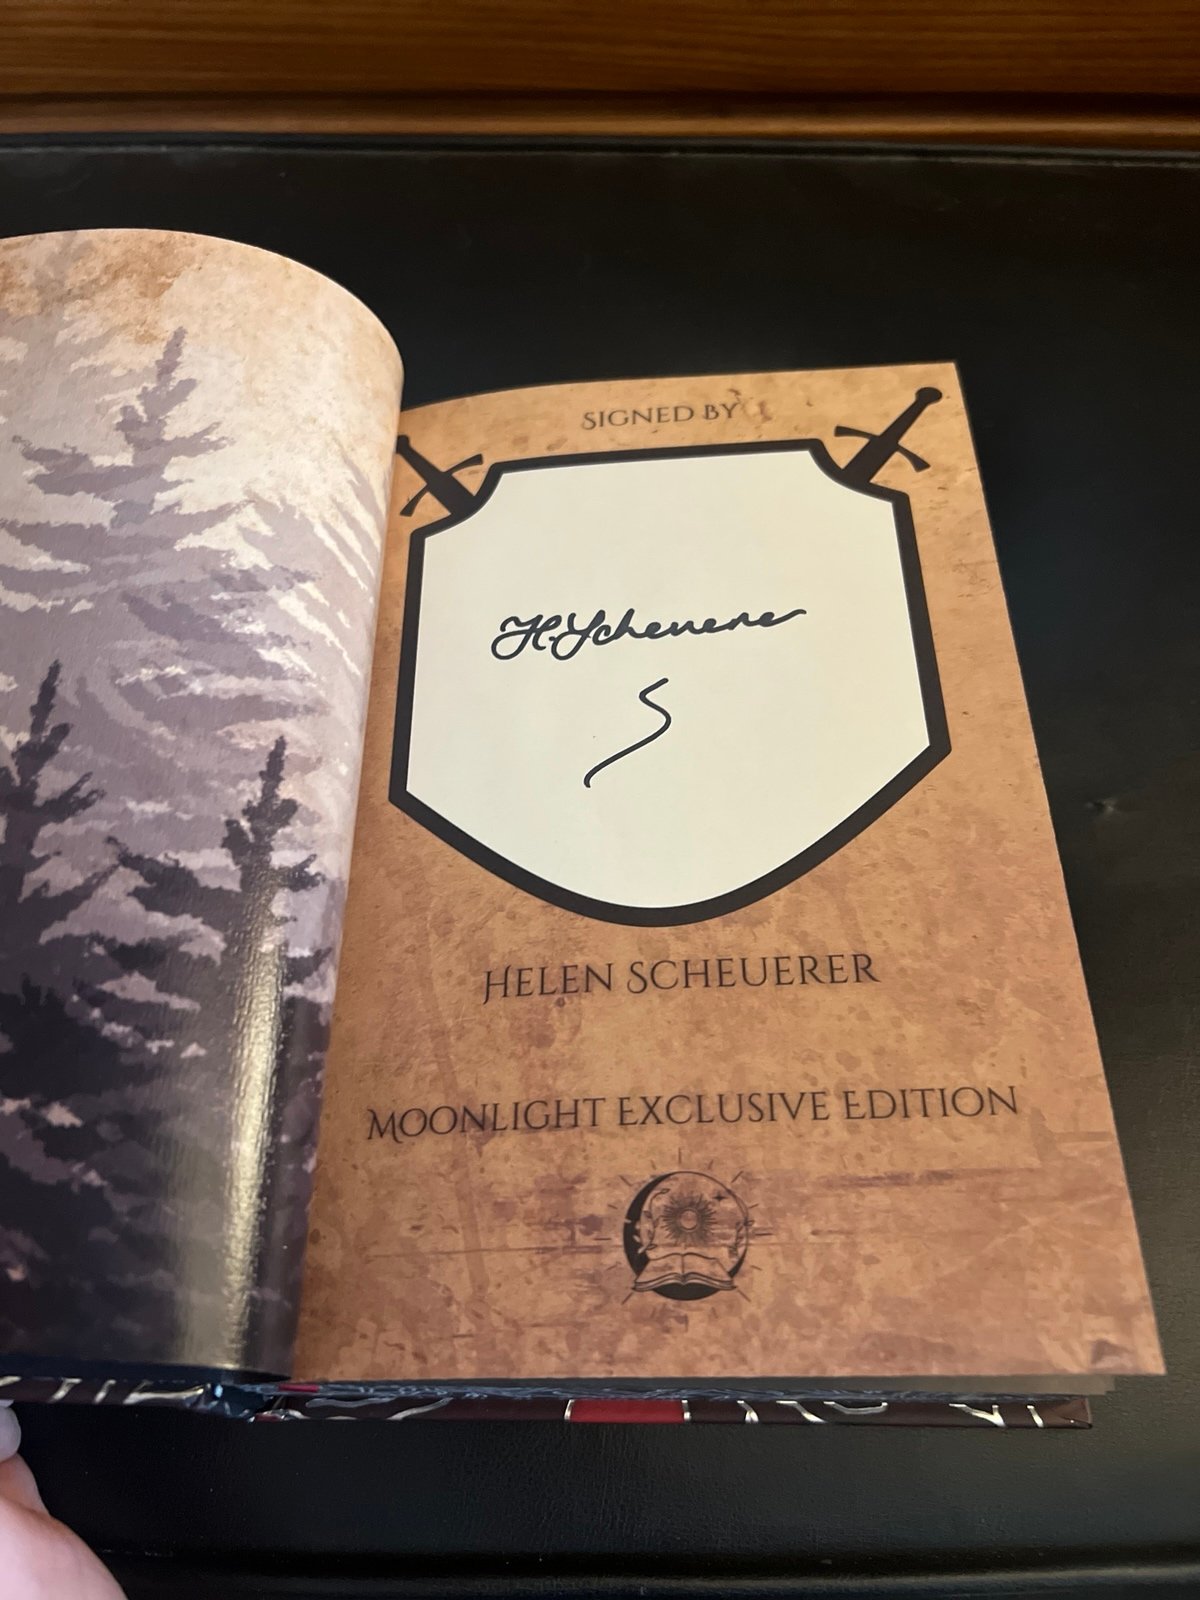 SIGNED BY
H.Scheuerer
HELEN SCHEUERER
MOONLIGHT EXCLUSIVE EDITION